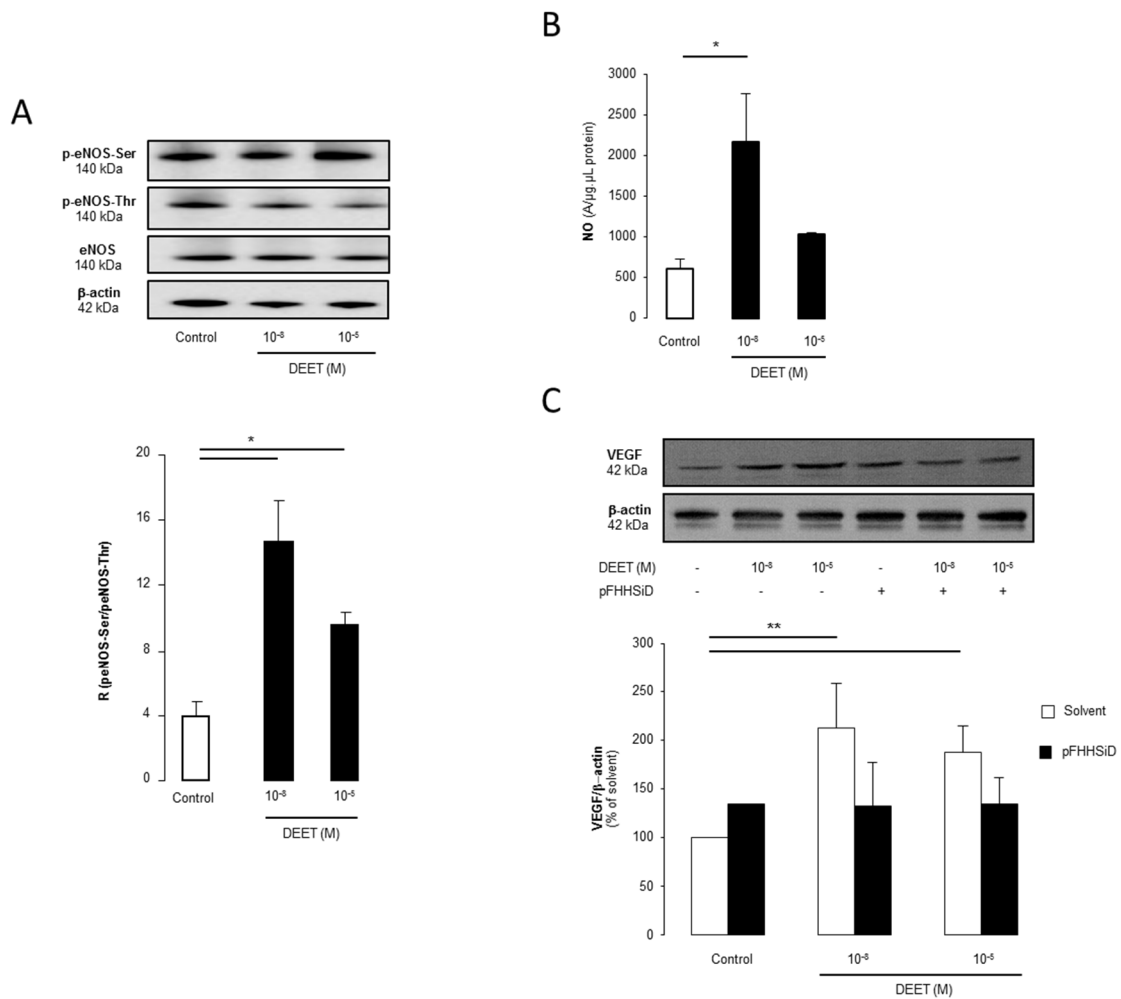 A
p-eNOS-Ser
140 kDa
p-eNOS-Thr
140 kDa
eNOS
140 kDa
β-actin
42 kDa
Control 10⁻⁸ 10⁻⁵
DEET (M)
*
R (peNOS-Ser/peNOS-Thr)
20
16
12
8
4
0
Control 10⁻⁸ 10⁻⁵
DEET (M)
B
*
NO (A/µg.µL protein)
3000
2500
2000
1500
1000
500
0
Control 10⁻⁸ 10⁻⁵
DEET (M)
C
VEGF
42 kDa
β-actin
42 kDa
DEET (M) - 10⁻⁸ 10⁻⁵ - 10⁻⁸ 10⁻⁵
pFHHSiD - - - + + +
**
VEGF/β–actin
(% of solvent)
300
250
200
150
100
50
0
Solvent
pFHHSiD
Control 10⁻⁸ 10⁻⁵
DEET (M)